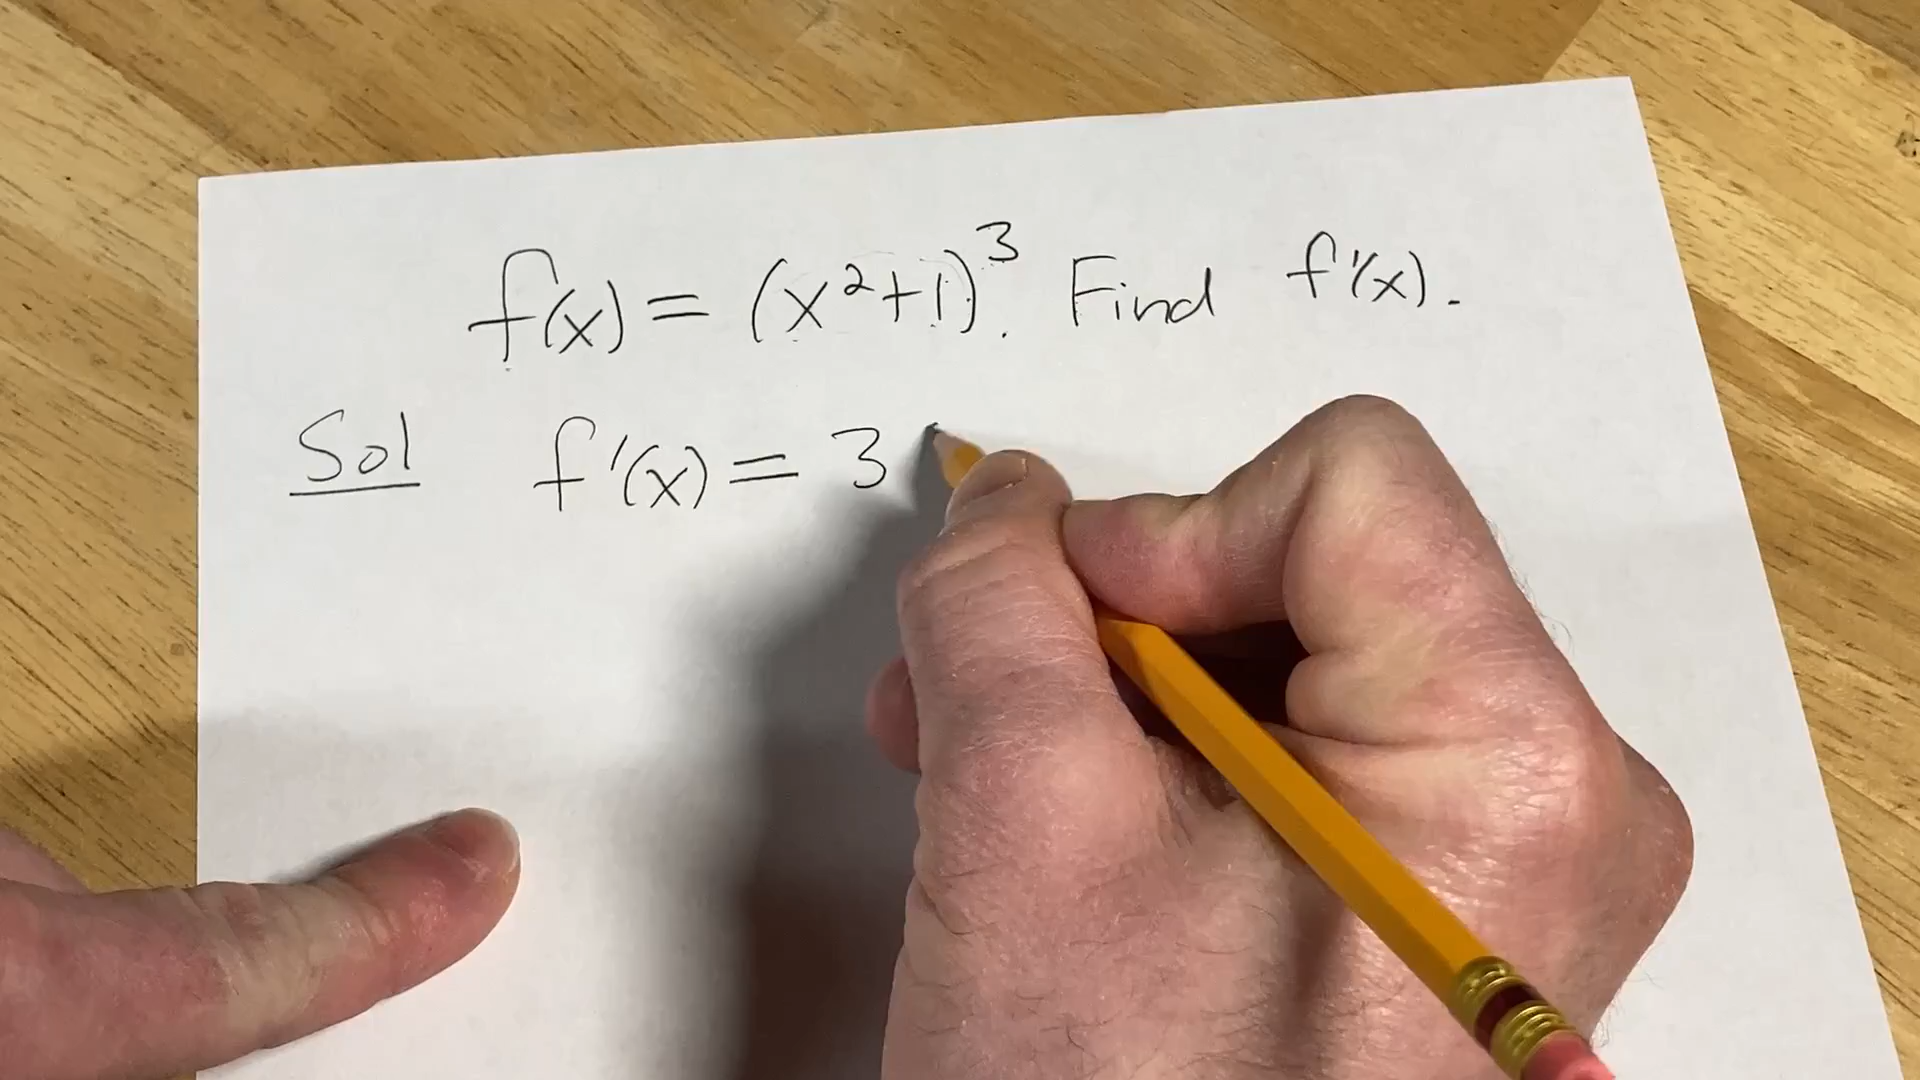 f(x) = (x²+1)³. Find f'(x).
Sol f'(x) = 3